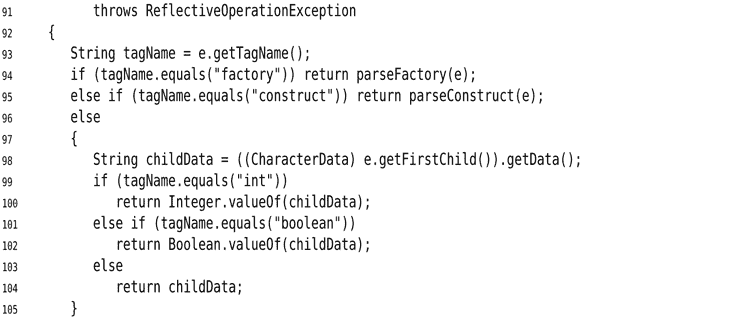 91 throws ReflectiveOperationException
92 {
93 String tagName = e.getTagName();
94 if (tagName.equals("factory")) return parseFactory(e);
95 else if (tagName.equals("construct")) return parseConstruct(e);
96 else
97 {
98 String childData = ((CharacterData) e.getFirstChild()).getData();
99 if (tagName.equals("int"))
100 return Integer.valueOf(childData);
101 else if (tagName.equals("boolean"))
102 return Boolean.valueOf(childData);
103 else
104 return childData;
105 }